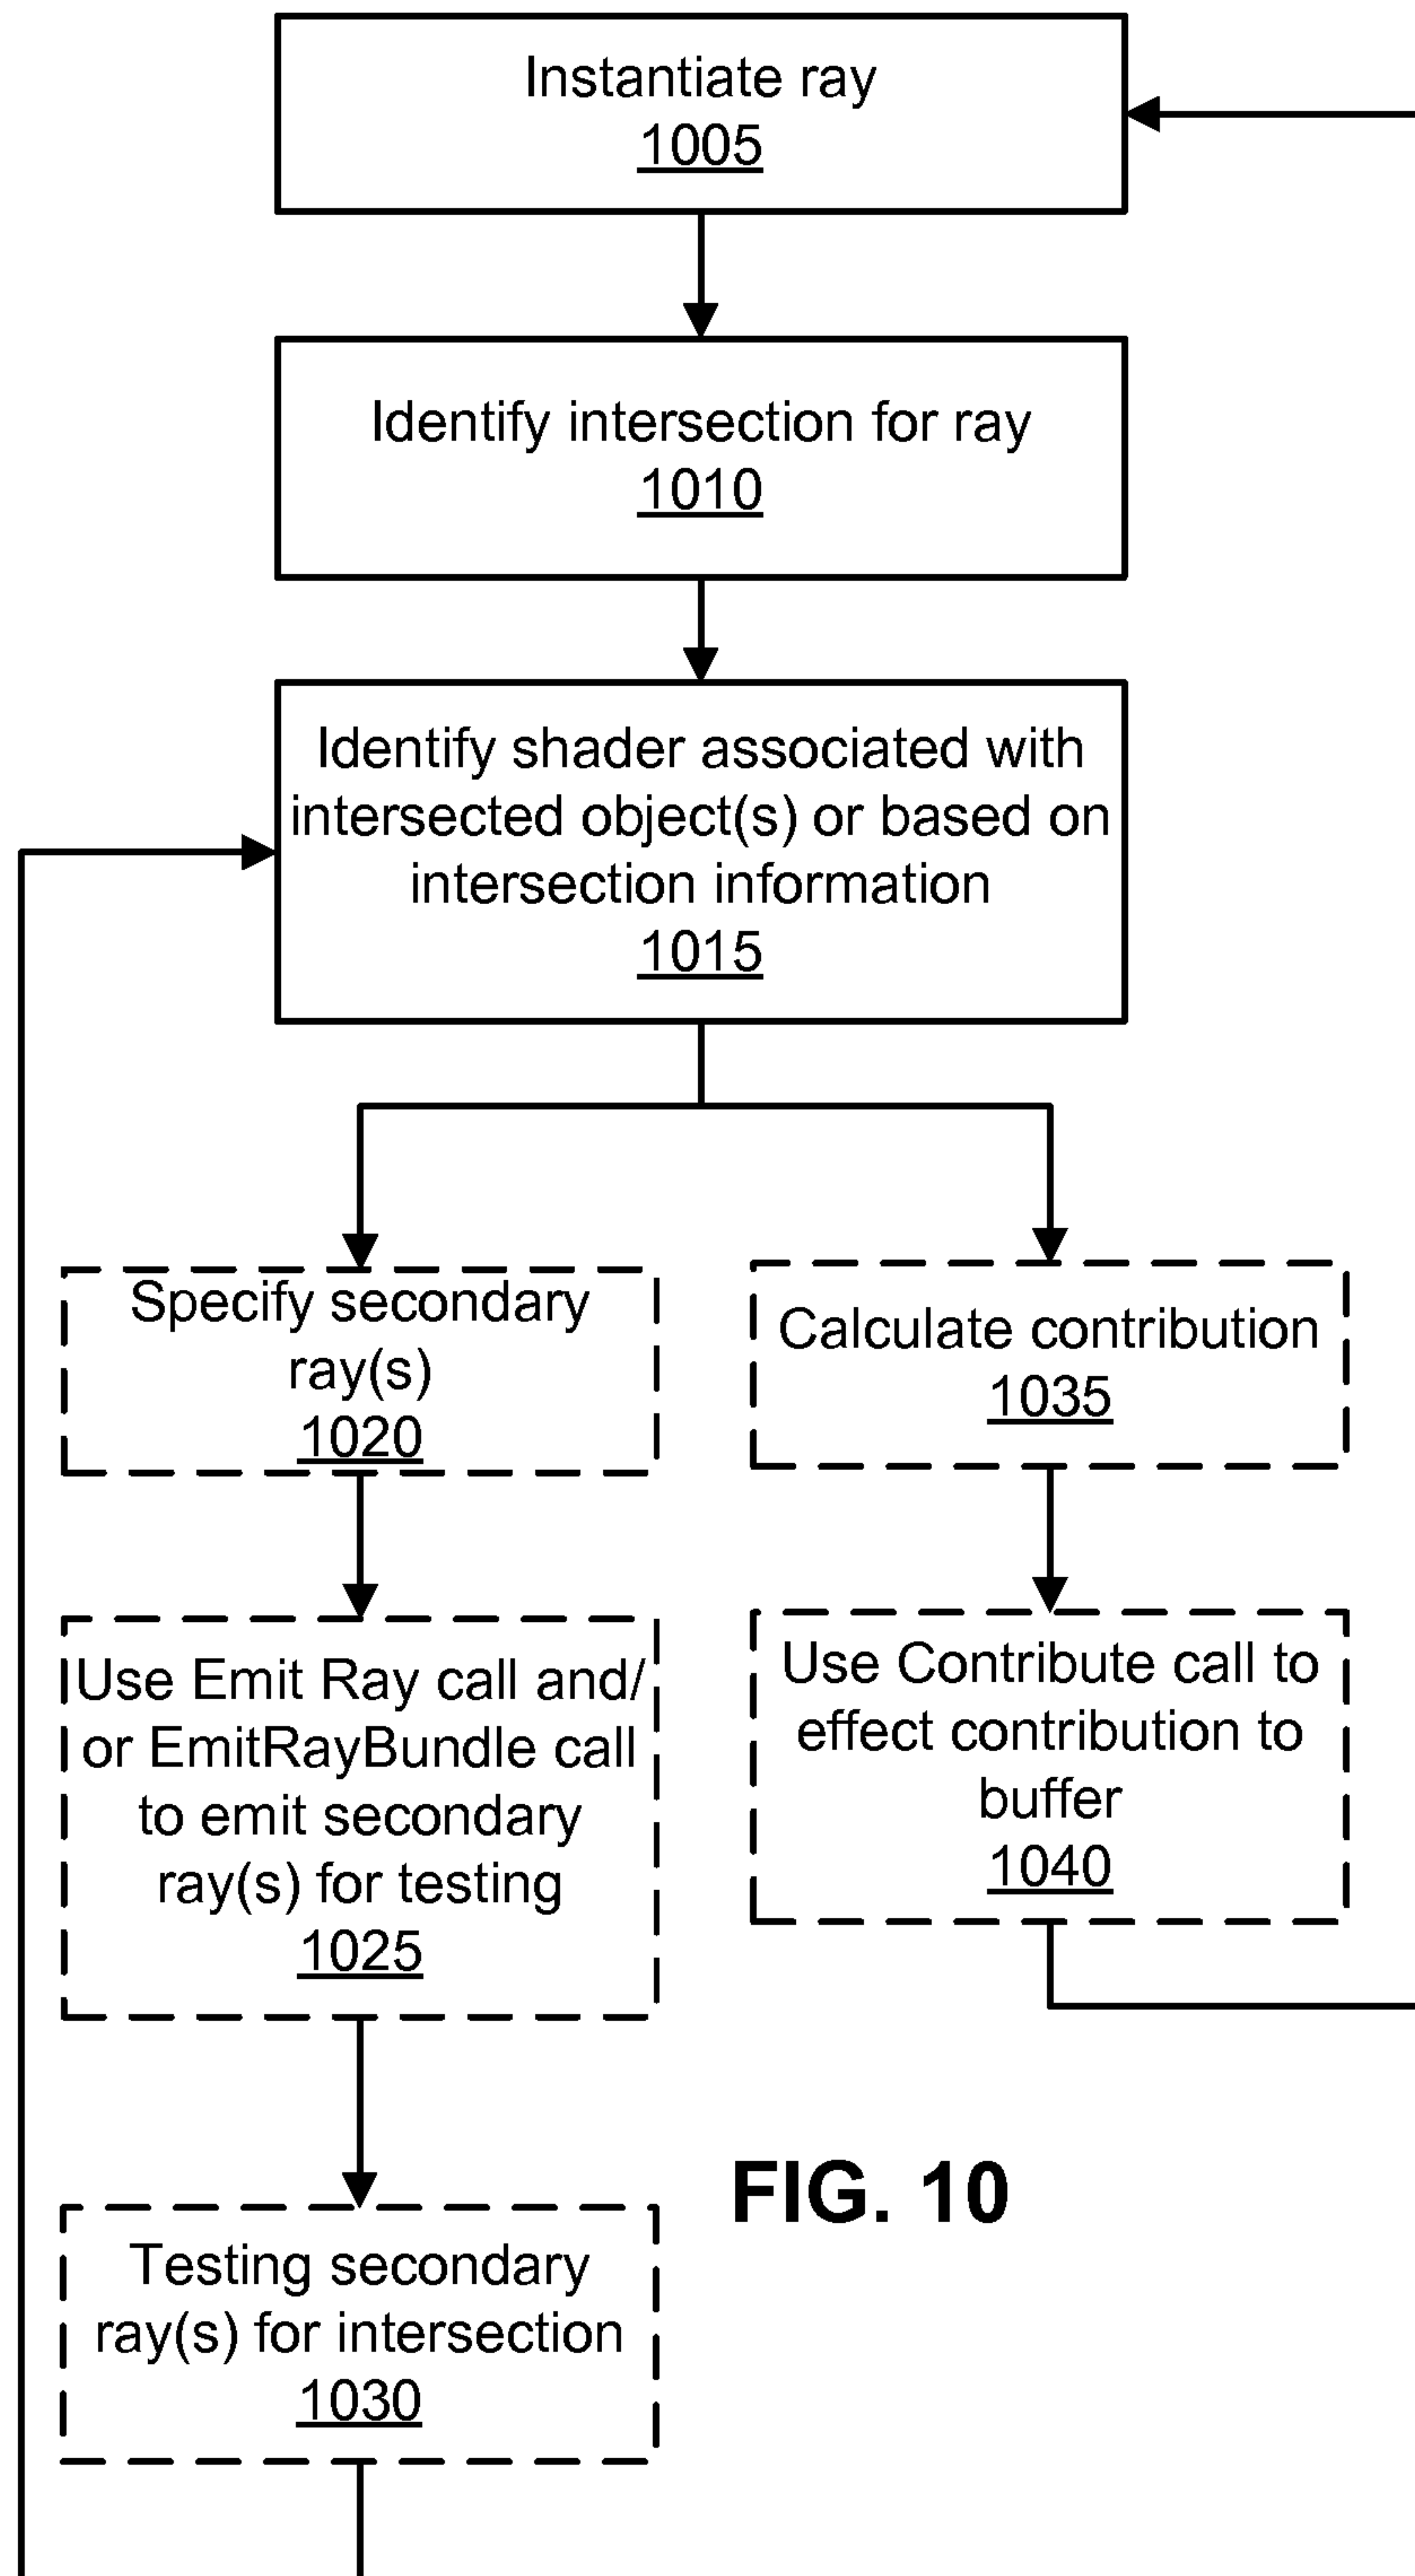 Instantiate ray
1005
Identify intersection for ray
1010
Identify shader associated with
intersected object(s) or based on
intersection information
1015
Specify secondary
ray(s)
1020
Use Emit Ray call and/
or EmitRayBundle call
to emit secondary
ray(s) for testing
1025
Testing secondary
ray(s) for intersection
1030
Calculate contribution
1035
Use Contribute call to
effect contribution to
buffer
1040
FIG. 10